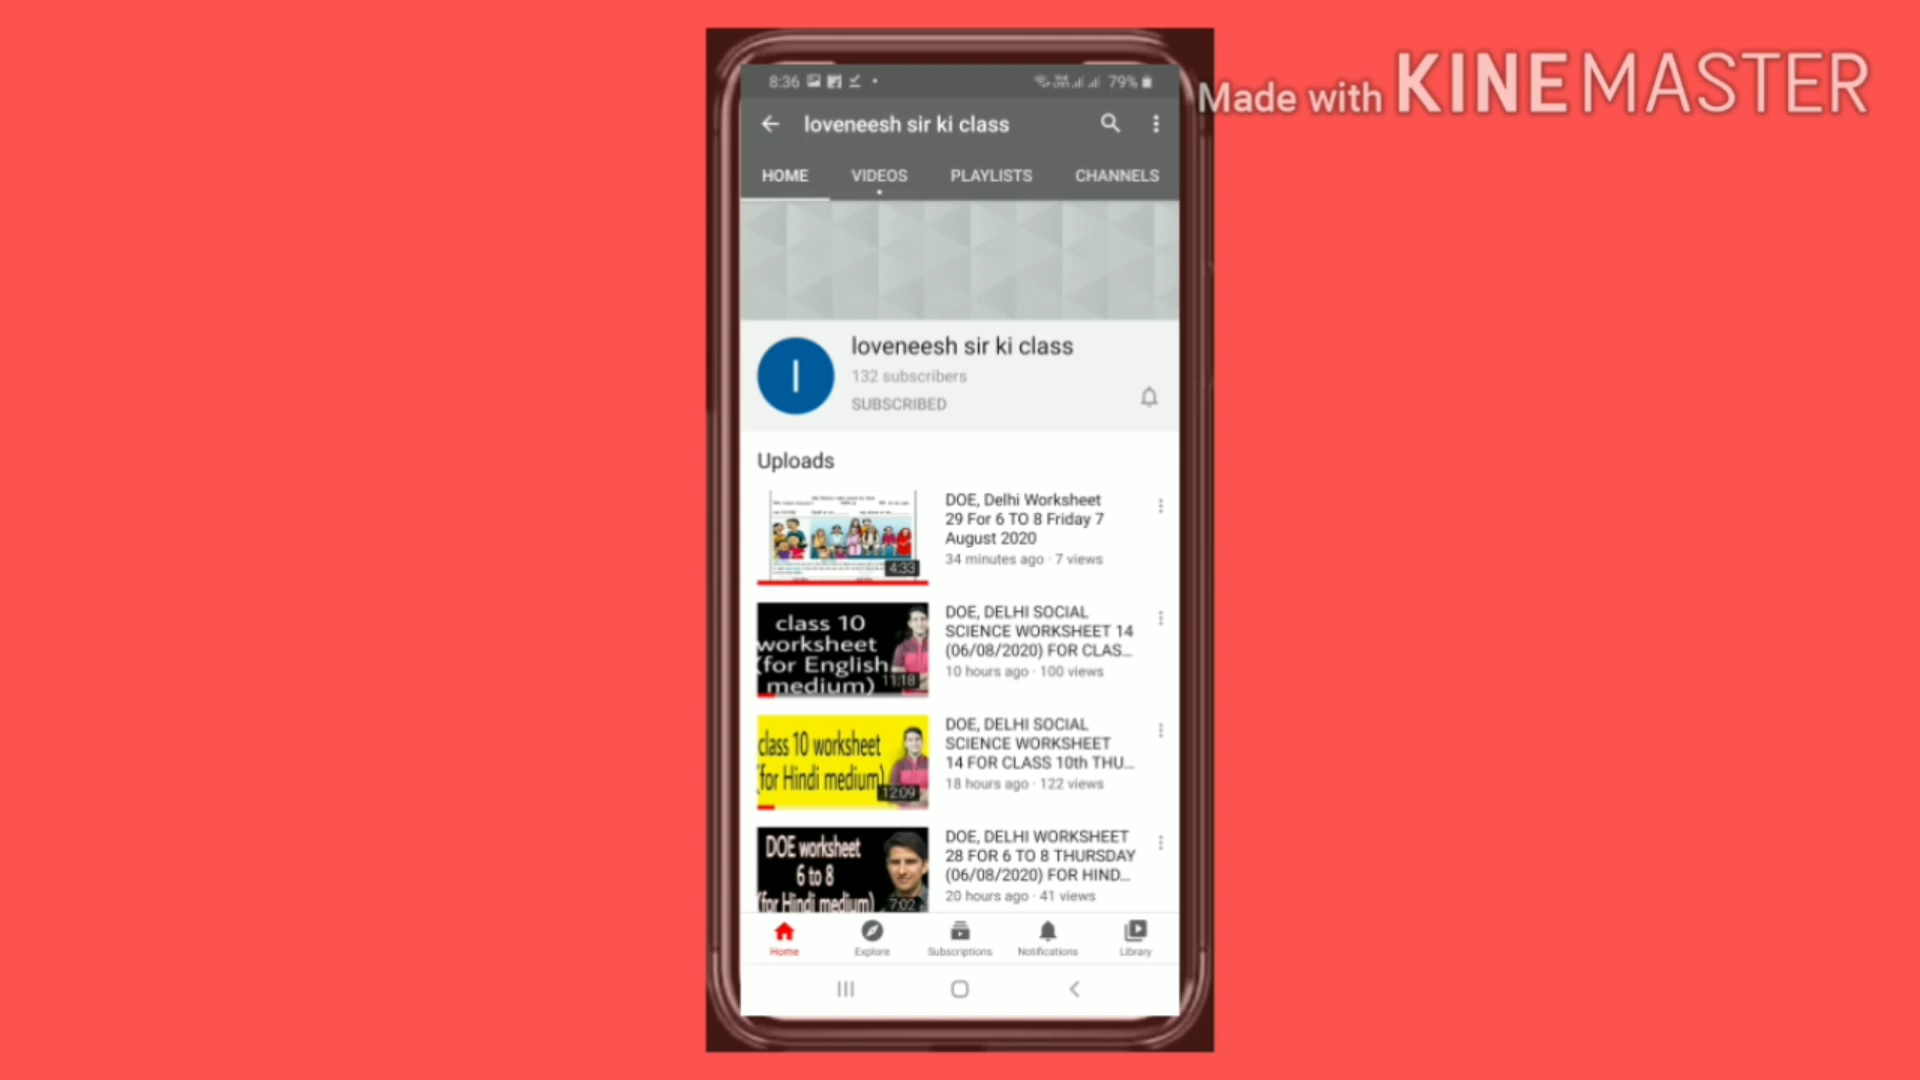 Made with KINEMASTER
8:36
79%
loveneesh sir ki class
HOME VIDEOS PLAYLISTS CHANNELS
l
loveneesh sir ki class
132 subscribers
SUBSCRIBED
Uploads
4:33
DOE, Delhi Worksheet
29 For 6 TO 8 Friday 7
August 2020
34 minutes ago · 7 views
class 10
worksheet
(for English
medium)
11:18
DOE, DELHI SOCIAL
SCIENCE WORKSHEET 14
(06/08/2020) FOR CLAS...
10 hours ago · 100 views
class 10 worksheet
(for Hindi medium)
12:09
DOE, DELHI SOCIAL
SCIENCE WORKSHEET
14 FOR CLASS 10th THU...
18 hours ago · 122 views
DOE worksheet
6 to 8
(for Hindi medium)
7:02
DOE, DELHI WORKSHEET
28 FOR 6 TO 8 THURSDAY
(06/08/2020) FOR HIND...
20 hours ago · 41 views
Home Explore Subscriptions Notifications Library